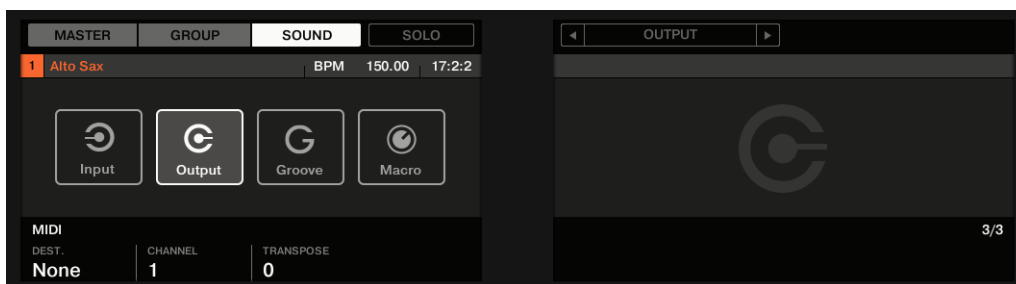 MASTER GROUP SOUND SOLO
OUTPUT
1 Alto Sax BPM 150.00 17:2:2
Input Output Groove Macro
MIDI
3/3
DEST. CHANNEL TRANSPOSE
None 1 0